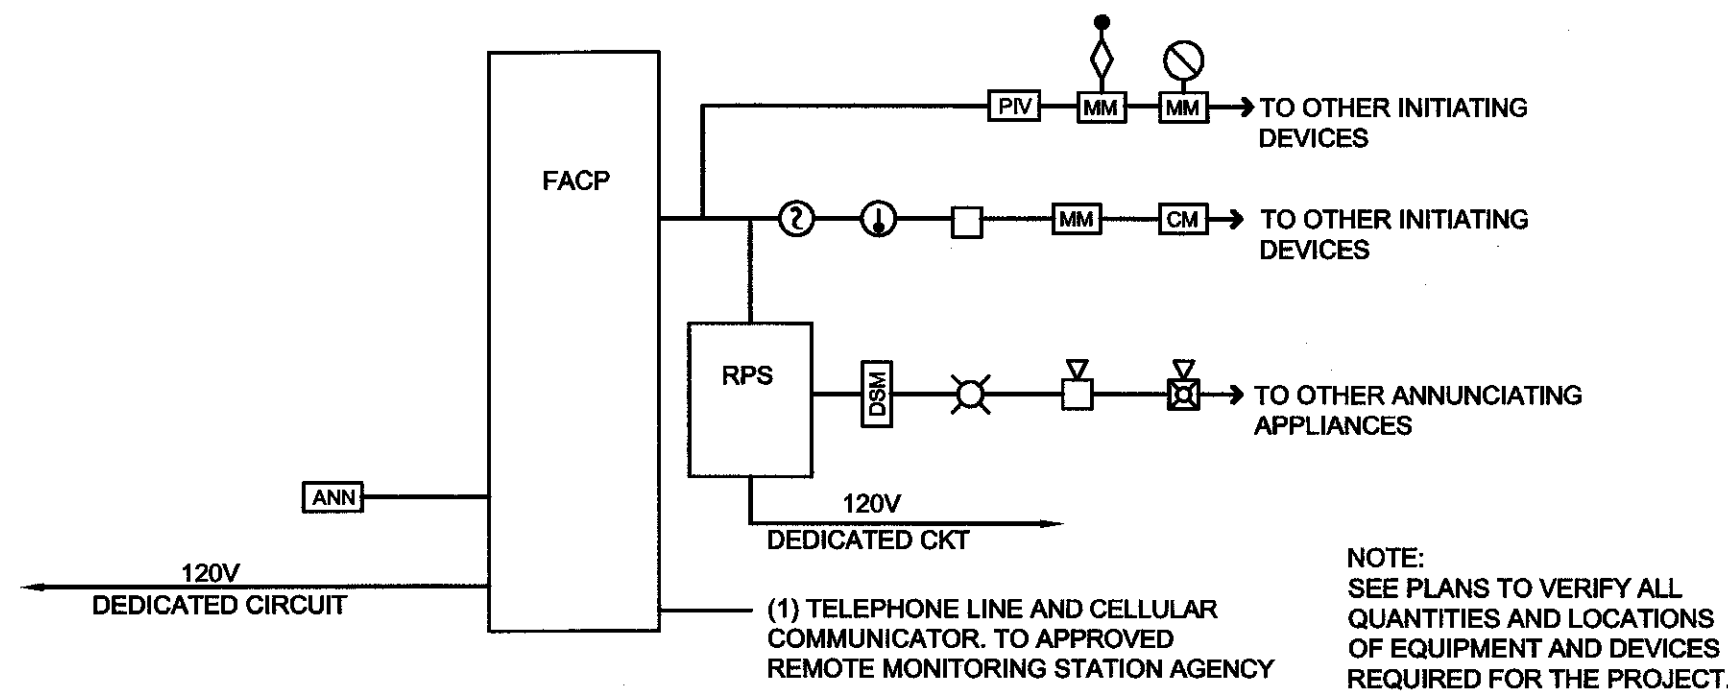 PIV
MM
MM
TO OTHER INITIATING
DEVICES
FACP
MM
CM
TO OTHER INITIATING
DEVICES
RPS
DSM
TO OTHER ANNUNCIATING
APPLIANCES
ANN
120V
DEDICATED CKT
120V
DEDICATED CIRCUIT
(1) TELEPHONE LINE AND CELLULAR
COMMUNICATOR. TO APPROVED
REMOTE MONITORING STATION AGENCY
NOTE:
SEE PLANS TO VERIFY ALL
QUANTITIES AND LOCATIONS
OF EQUIPMENT AND DEVICES
REQUIRED FOR THE PROJECT.